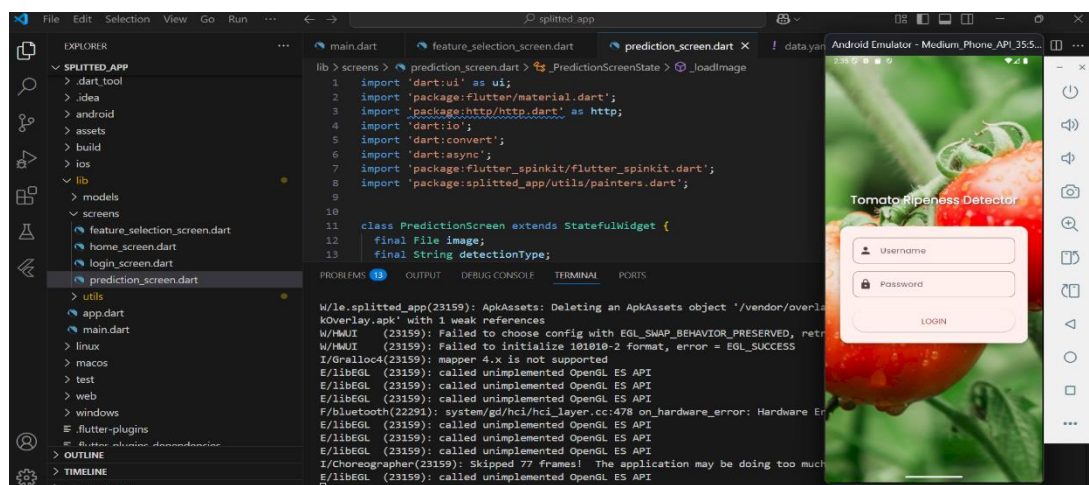 File Edit Selection View Go Run ··· splitted_app
EXPLORER ···
SPLITTED_APP
.dart_tool
.idea
android
assets
build
ios
lib
models
screens
feature_selection_screen.dart
home_screen.dart
login_screen.dart
prediction_screen.dart
utils
app.dart
main.dart
linux
macos
test
web
windows
.flutter-plugins
.flutter-plugins-dependencies
OUTLINE
TIMELINE
main.dart feature_selection_screen.dart prediction_screen.dart ! data.yan
lib > screens > prediction_screen.dart > _PredictionScreenState > _loadImage
1 import 'dart:ui' as ui;
2 import 'package:flutter/material.dart';
3 import 'package:http/http.dart' as http;
4 import 'dart:io';
5 import 'dart:convert';
6 import 'dart:async';
7 import 'package:flutter_spinkit/flutter_spinkit.dart';
8 import 'package:splitted_app/utils/painters.dart';
9
10
11 class PredictionScreen extends StatefulWidget {
12 final File image;
13 final String detectionType;
PROBLEMS 13 OUTPUT DEBUG CONSOLE TERMINAL PORTS
W/le.splitted_app(23159): ApkAssets: Deleting an ApkAssets object '/vendor/overla
kOverlay.apk' with 1 weak references
W/HWUI (23159): Failed to choose config with EGL_SWAP_BEHAVIOR_PRESERVED, retr
W/HWUI (23159): Failed to initialize 101010-2 format, error = EGL_SUCCESS
I/Gralloc4(23159): mapper 4.x is not supported
E/libEGL (23159): called unimplemented OpenGL ES API
E/libEGL (23159): called unimplemented OpenGL ES API
E/libEGL (23159): called unimplemented OpenGL ES API
F/bluetooth(22291): system/gd/hci/hci_layer.cc:478 on_hardware_error: Hardware Er
E/libEGL (23159): called unimplemented OpenGL ES API
E/libEGL (23159): called unimplemented OpenGL ES API
E/libEGL (23159): called unimplemented OpenGL ES API
I/Choreographer(23159): Skipped 77 frames! The application may be doing too much
E/libEGL (23159): called unimplemented OpenGL ES API
Android Emulator - Medium_Phone_API_35:5...
2:35
Tomato Ripeness Detector
Username
Password
LOGIN